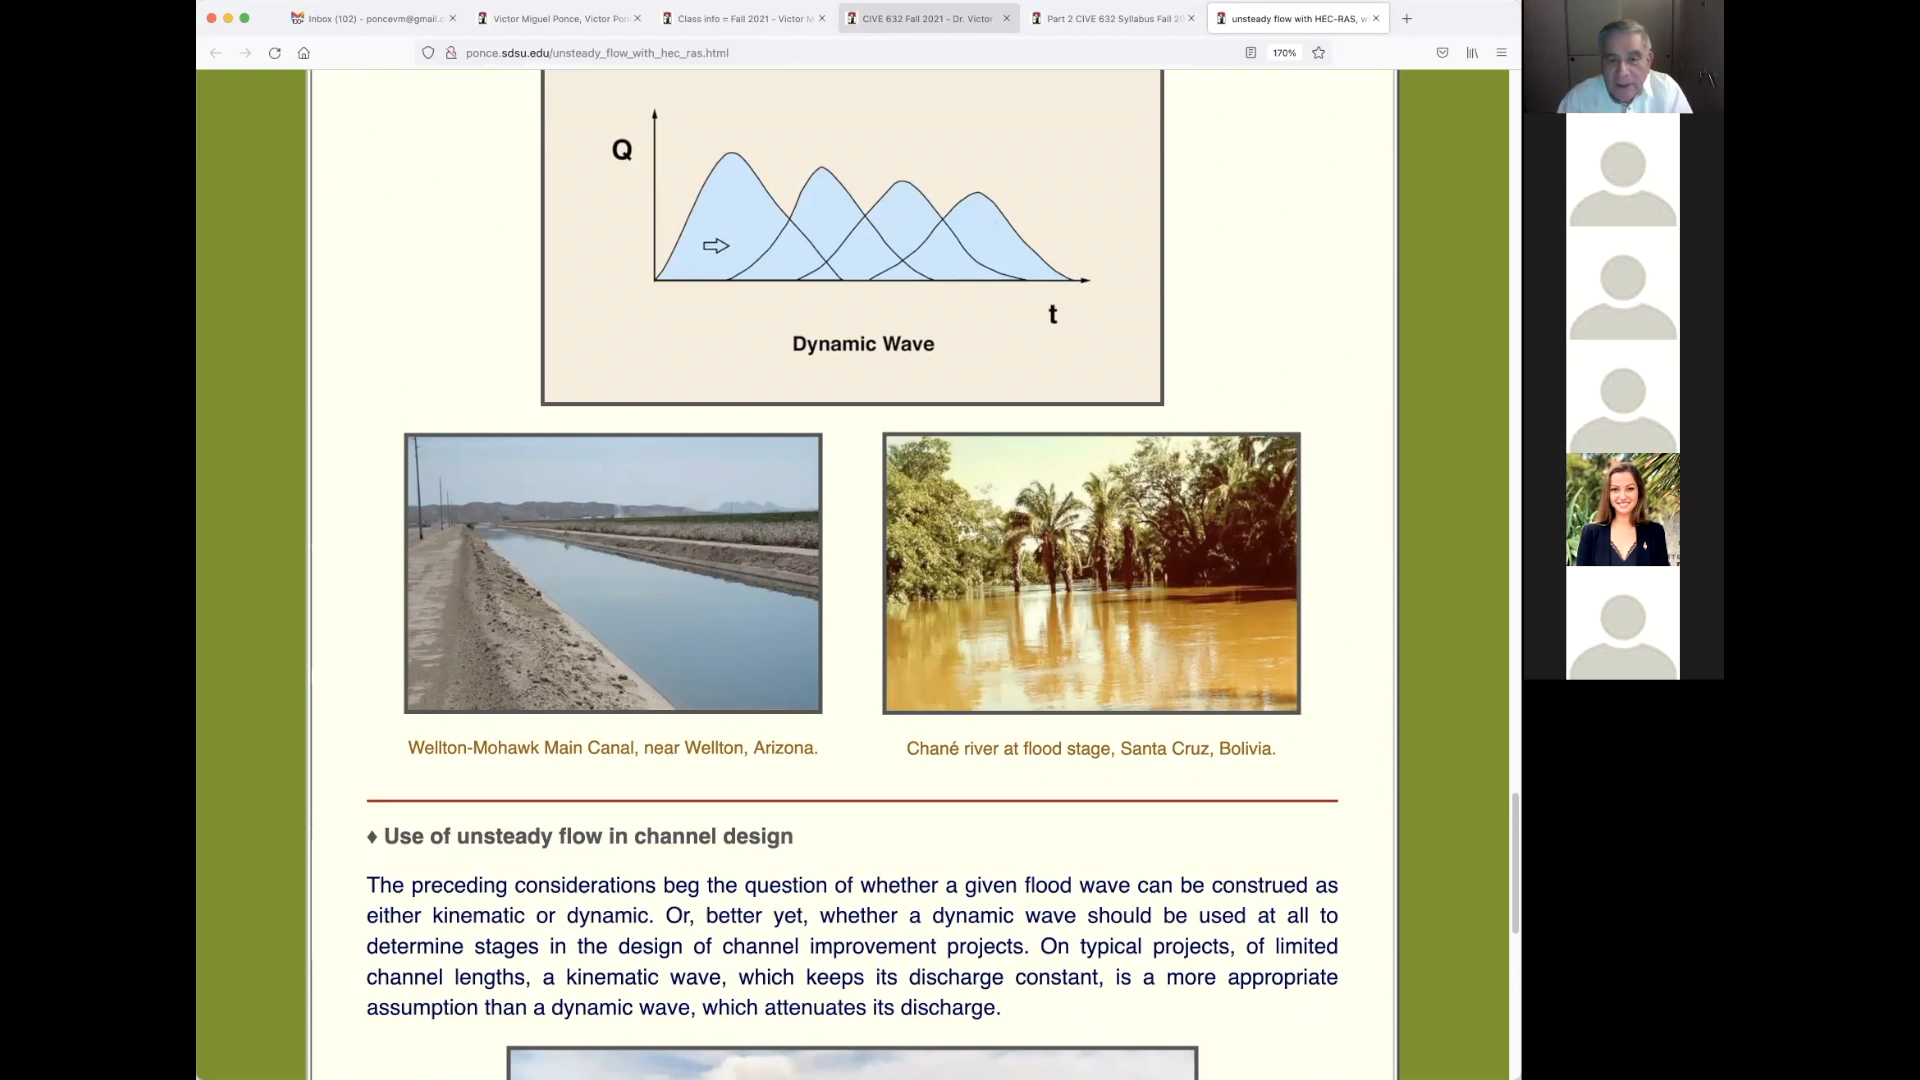 Inbox (102) - poncevm@gmail.c
Victor Miguel Ponce, Victor Pon
Class info = Fall 2021 - Victor M
CIVE 632 Fall 2021 - Dr. Victor
Part 2 CIVE 632 Syllabus Fall 20
unsteady flow with HEC-RAS, w
ponce.sdsu.edu/unsteady_flow_with_hec_ras.html
170%
Q
t
Dynamic Wave
Wellton-Mohawk Main Canal, near Wellton, Arizona.
Chané river at flood stage, Santa Cruz, Bolivia.
♦ Use of unsteady flow in channel design
The preceding considerations beg the question of whether a given flood wave can be construed as
either kinematic or dynamic. Or, better yet, whether a dynamic wave should be used at all to
determine stages in the design of channel improvement projects. On typical projects, of limited
channel lengths, a kinematic wave, which keeps its discharge constant, is a more appropriate
assumption than a dynamic wave, which attenuates its discharge.